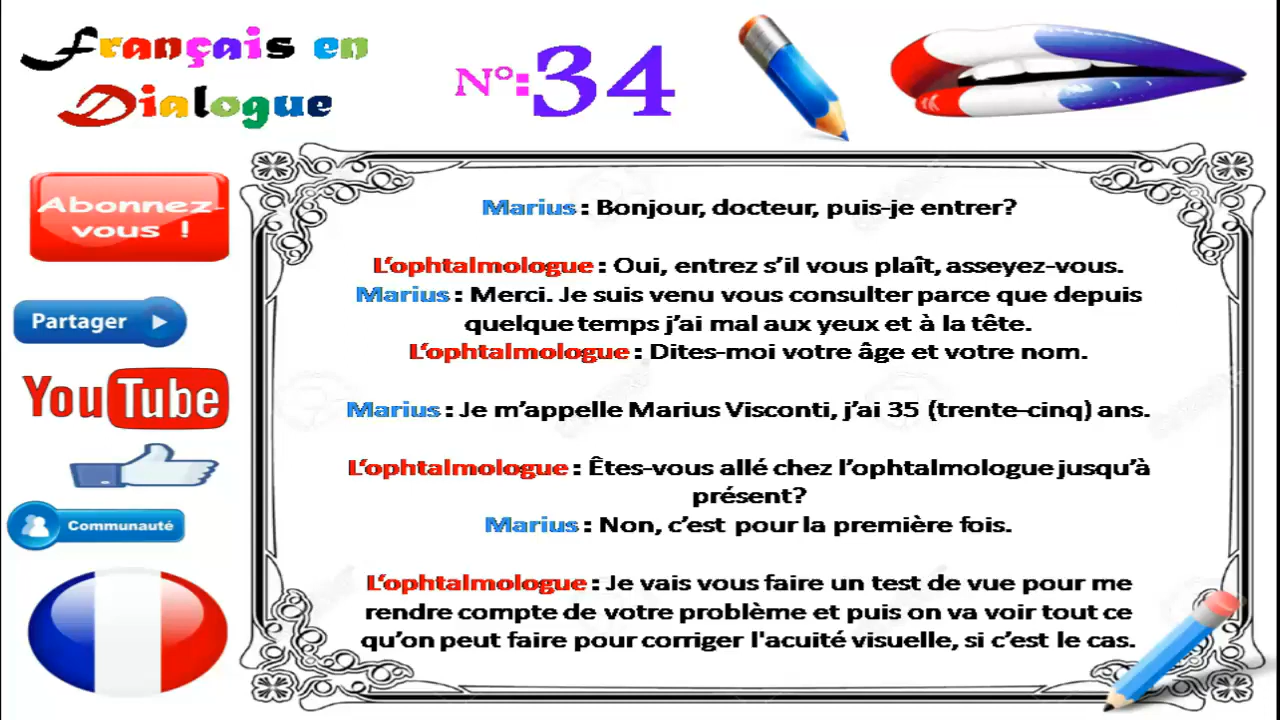 Français en
Dialogue
N°:34
Abonnez-
vous !
Partager
YouTube
Communauté
Marius : Bonjour, docteur, puis-je entrer?
L‘ophtalmologue : Oui, entrez s’il vous plaît, asseyez-vous.
Marius : Merci. Je suis venu vous consulter parce que depuis
quelque temps j’ai mal aux yeux et à la tête.
L‘ophtalmologue : Dites-moi votre âge et votre nom.
Marius : Je m’appelle Marius Visconti, j’ai 35 (trente-cinq) ans.
L‘ophtalmologue : Êtes-vous allé chez l’ophtalmologue jusqu’à
présent?
Marius : Non, c’est pour la première fois.
L‘ophtalmologue : Je vais vous faire un test de vue pour me
rendre compte de votre problème et puis on va voir tout ce
qu’on peut faire pour corriger l'acuité visuelle, si c’est le cas.